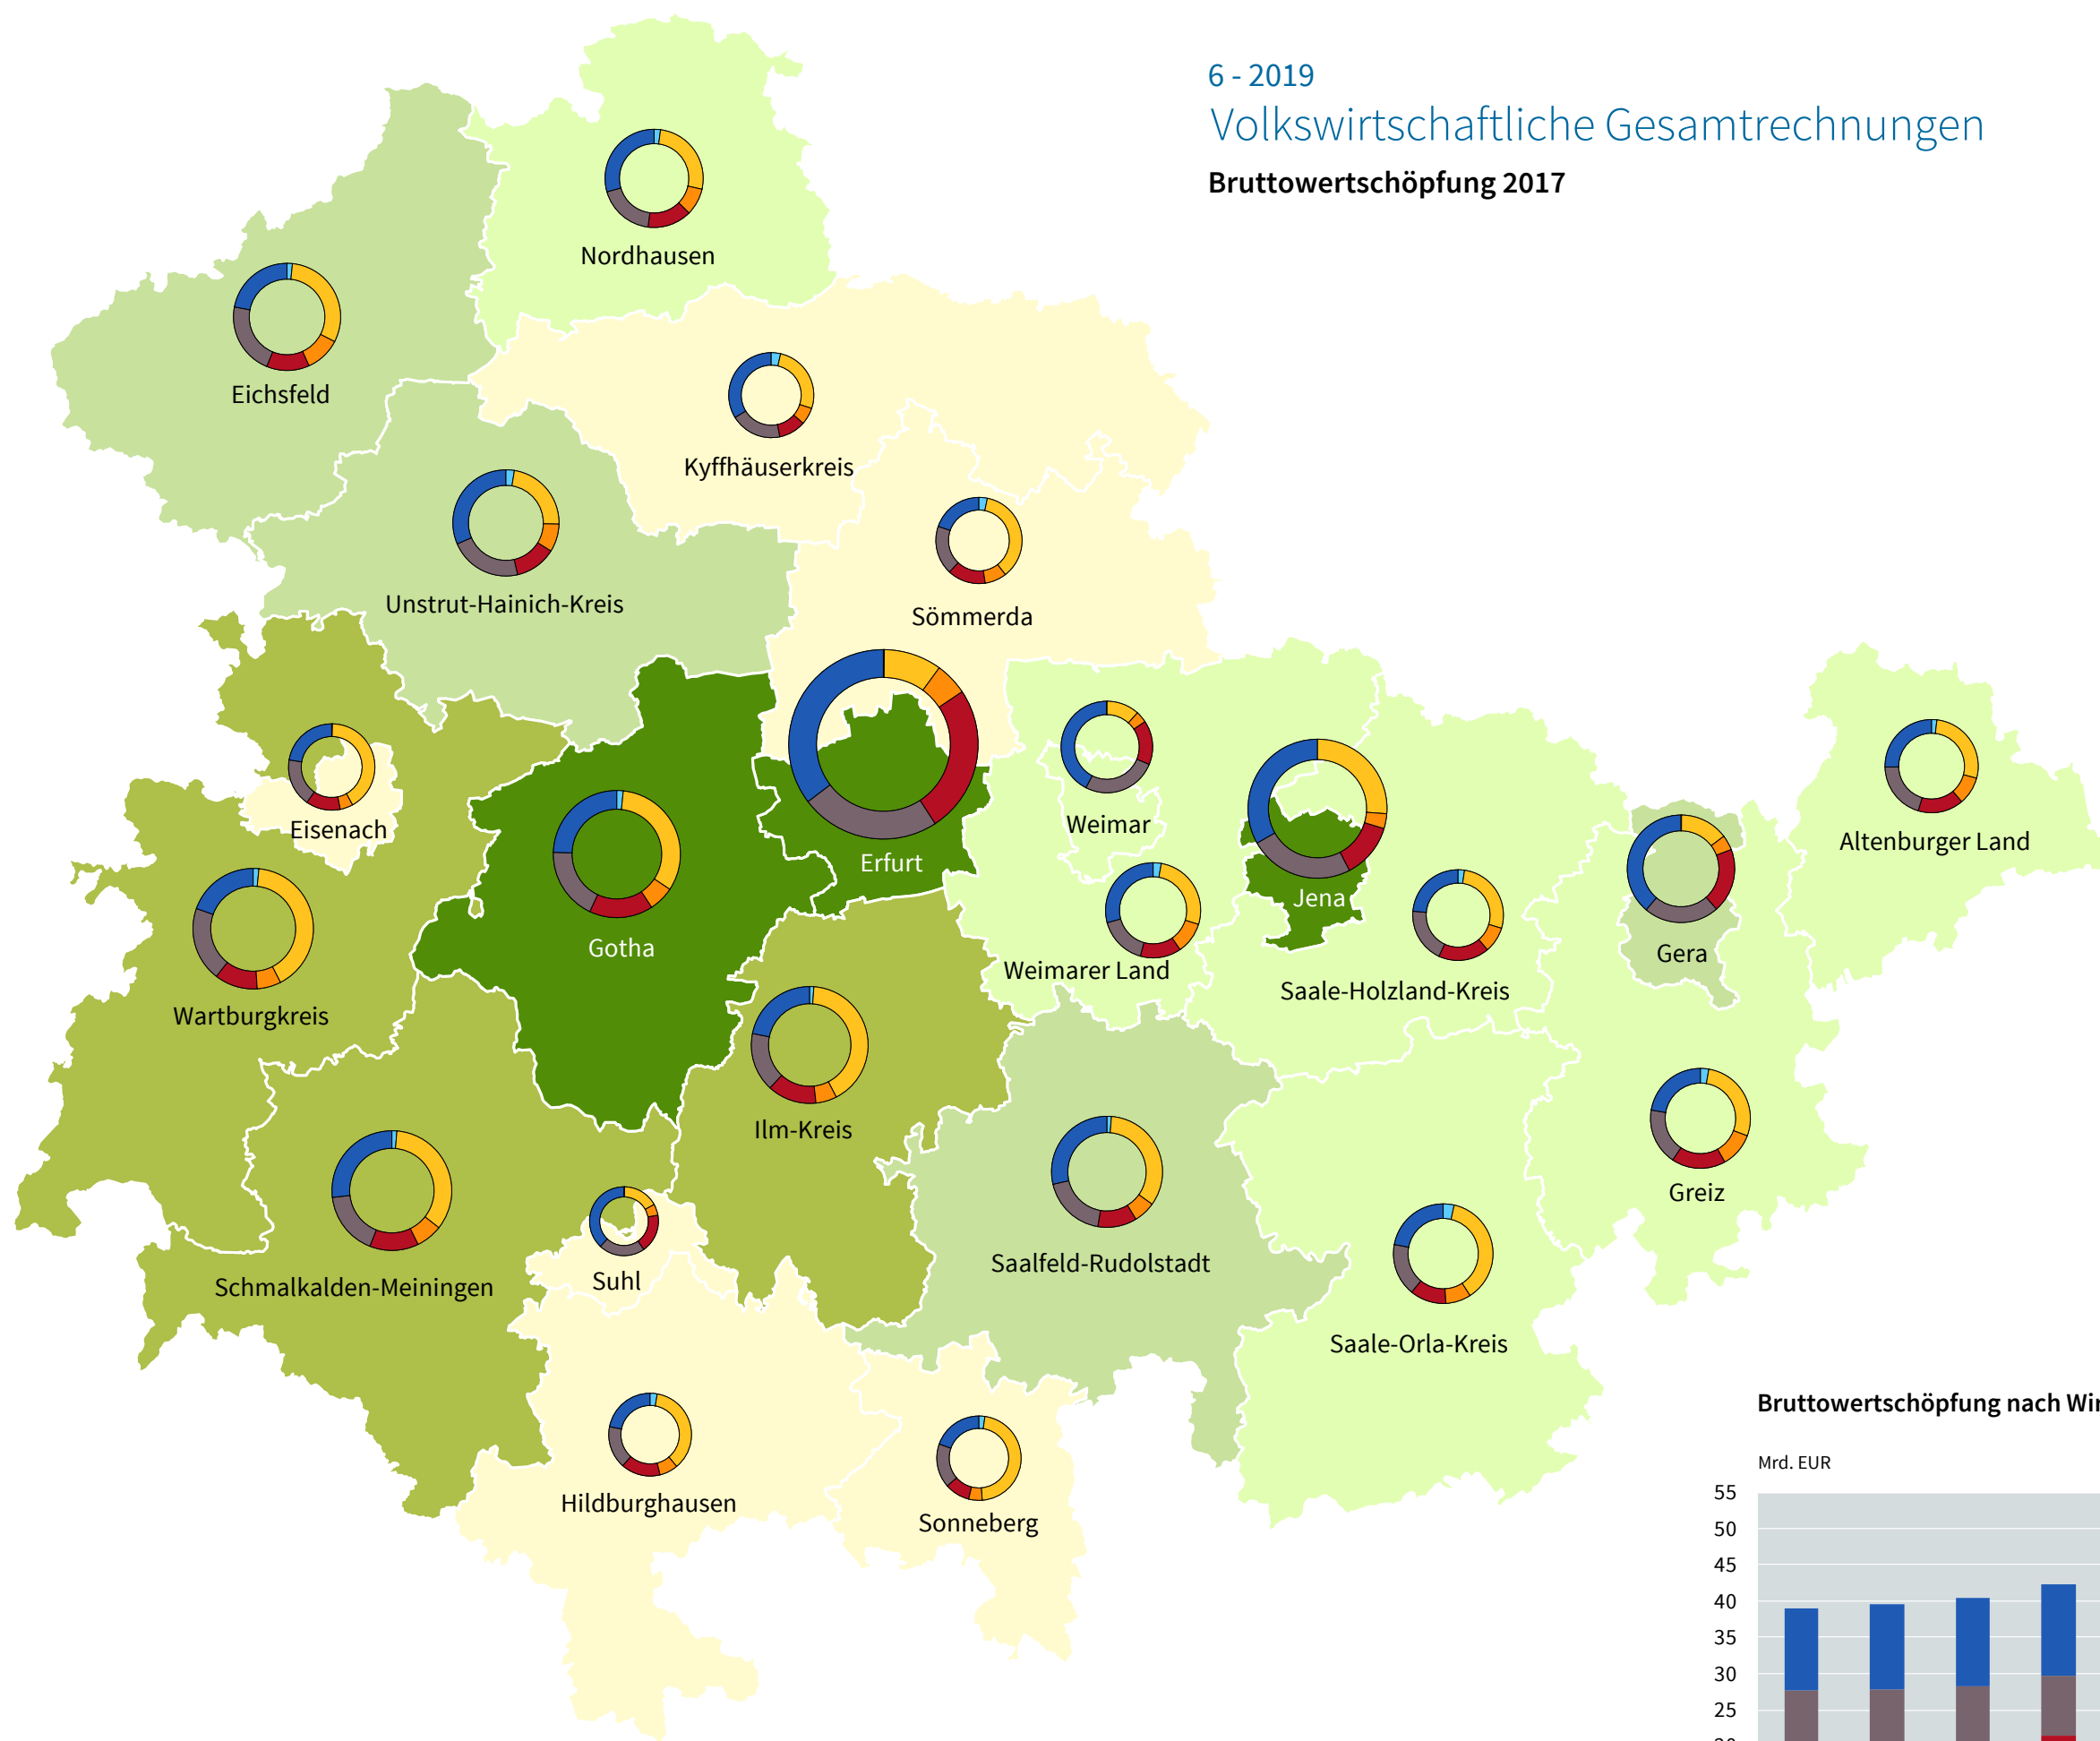 6 - 2019
Volkswirtschaftliche Gesamtrechnungen
Bruttowertschöpfung 2017
Nordhausen
Eichsfeld
Kyffhäuserkreis
Unstrut-Hainich-Kreis
Sömmerda
Eisenach
Weimar
Altenburger Land
Erfurt
Jena
Gotha
Gera
Weimarer Land
Saale-Holzland-Kreis
Wartburgkreis
Ilm-Kreis
Greiz
Saalfeld-Rudolstadt
Suhl
Schmalkalden-Meiningen
Saale-Orla-Kreis
Hildburghausen
Sonneberg
Bruttowertschöpfung nach
Mrd. EUR
55
50
45
40
35
30
25